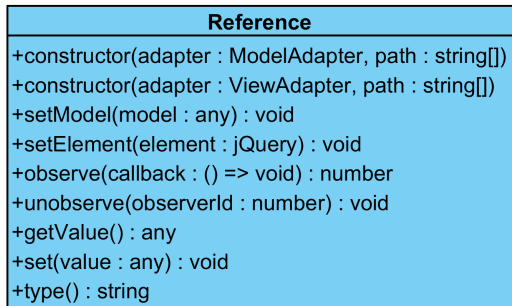 Reference
+constructor(adapter : ModelAdapter, path : string[])
+constructor(adapter : ViewAdapter, path : string[])
+setModel(model : any) : void
+setElement(element : jQuery) : void
+observe(callback : () => void) : number
+unobserve(observerId : number) : void
+getValue() : any
+set(value : any) : void
+type() : string